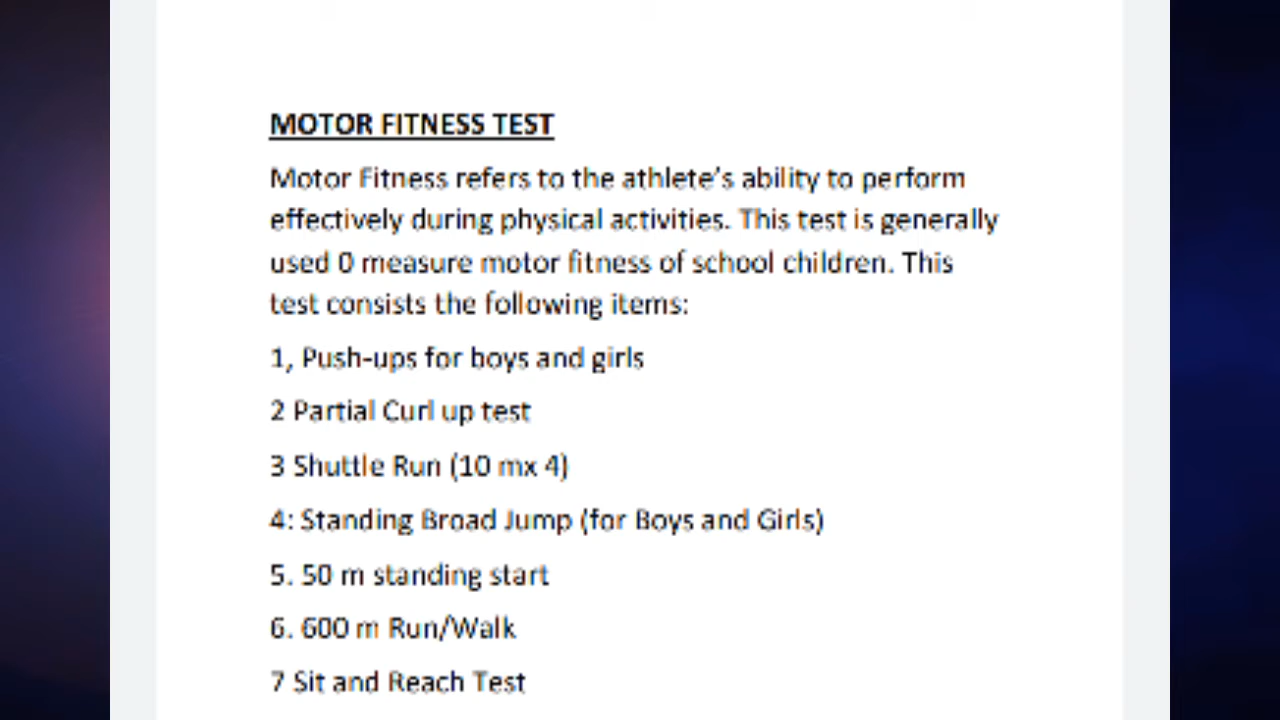 MOTOR FITNESS TEST
Motor Fitness refers to the athlete's ability to perform
effectively during physical activities. This test is generally
used 0 measure motor fitness of school children. This
test consists the following items:
1, Push-ups for boys and girls
2 Partial Curl up test
3 Shuttle Run (10 mx 4)
4: Standing Broad Jump (for Boys and Girls)
5. 50 m standing start
6. 600 m Run/Walk
7 Sit and Reach Test